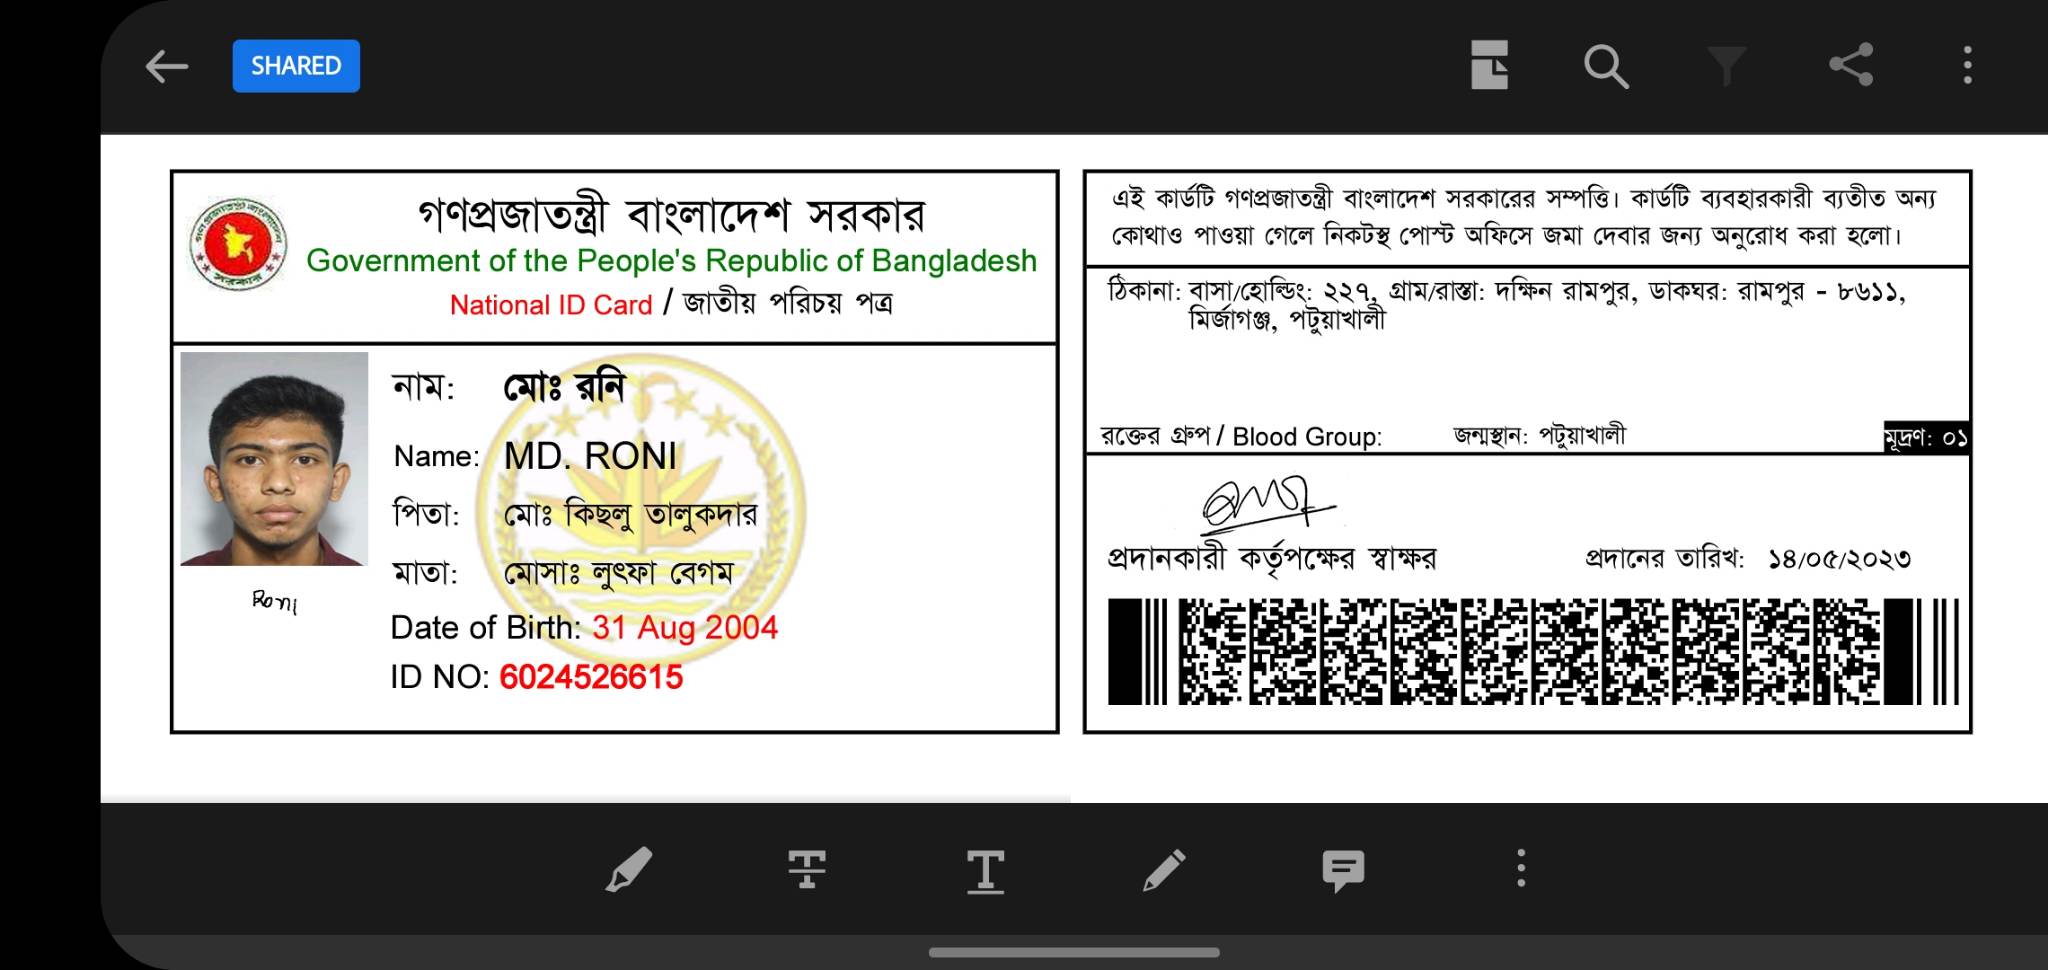 SHARED
গণপ্রজাতন্ত্রী বাংলাদেশ সরকার
Government of the People's Republic of Bangladesh
National ID Card / জাতীয় পরিচয় পত্র
নাম: মোঃ রনি
Name: MD. RONI
পিতা: মোঃ কিছলু তালুকদার
মাতা: মোসাঃ লুৎফা বেগম
Date of Birth: 31 Aug 2004
ID NO: 6024526615
Roni
এই কার্ডটি গণপ্রজাতন্ত্রী বাংলাদেশ সরকারের সম্পত্তি। কার্ডটি ব্যবহারকারী ব্যতীত অন্য
কোথাও পাওয়া গেলে নিকটস্থ পোস্ট অফিসে জমা দেবার জন্য অনুরোধ করা হলো।
ঠিকানা: বাসা/হোল্ডিং: ২২৭, গ্রাম/রাস্তা: দক্ষিন রামপুর, ডাকঘর: রামপুর - ৮৬১১,
মির্জাগঞ্জ, পটুয়াখালী
রক্তের গ্রুপ / Blood Group: জন্মস্থান: পটুয়াখালী মূদ্রণ: ০১
প্রদানকারী কর্তৃপক্ষের স্বাক্ষর প্রদানের তারিখ: ১৪/০৫/২০২৩